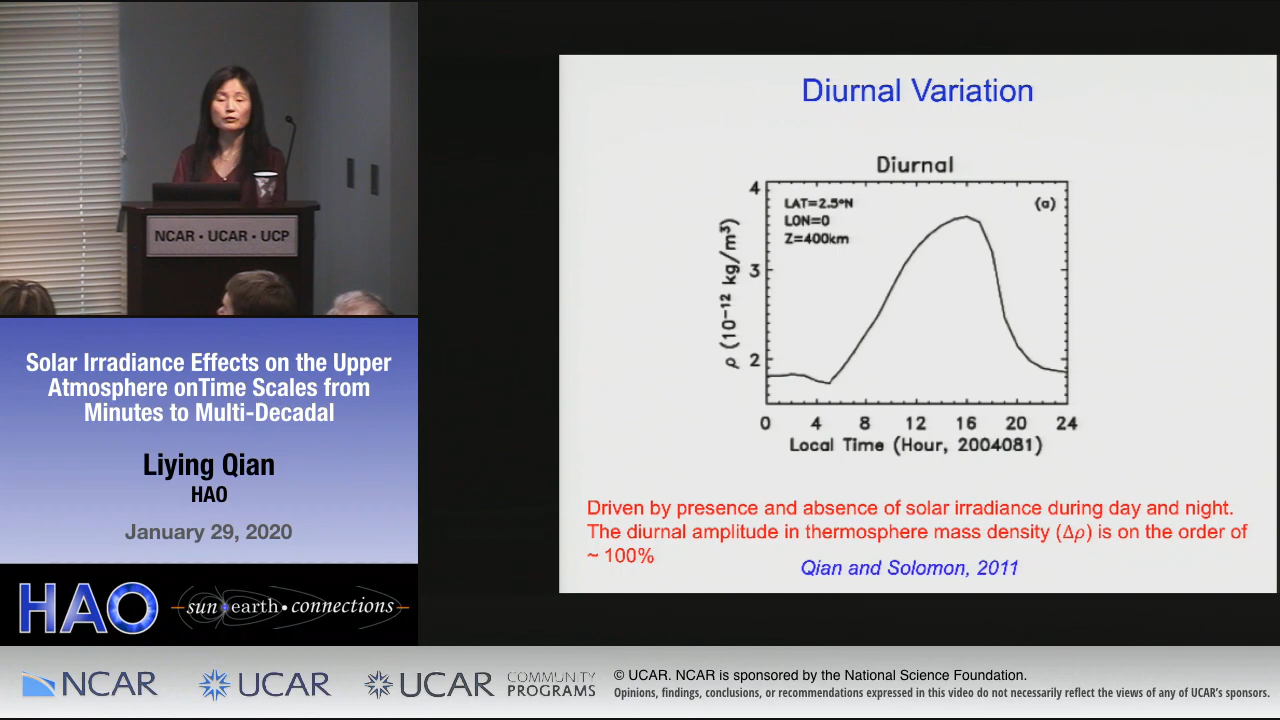 NCAR • UCAR • UCP
Solar Irradiance Effects on the Upper
Atmosphere onTime Scales from
Minutes to Multi-Decadal
Liying Qian
HAO
January 29, 2020
HAO
sun earth • connections
Diurnal Variation
Diurnal
LAT=2.5°N
LON=0
Z=400km
(a)
ρ (10⁻¹² kg/m³)
4
3
2
0 4 8 12 16 20 24
Local Time (Hour, 2004081)
Driven by presence and absence of solar irradiance during day and night.
The diurnal amplitude in thermosphere mass density (Δρ) is on the order of
~ 100%
Qian and Solomon, 2011
NCAR
UCAR
UCAR COMMUNITY PROGRAMS
© UCAR. NCAR is sponsored by the National Science Foundation.
Opinions, findings, conclusions, or recommendations expressed in this video do not necessarily reflect the views of any of UCAR's sponsors.